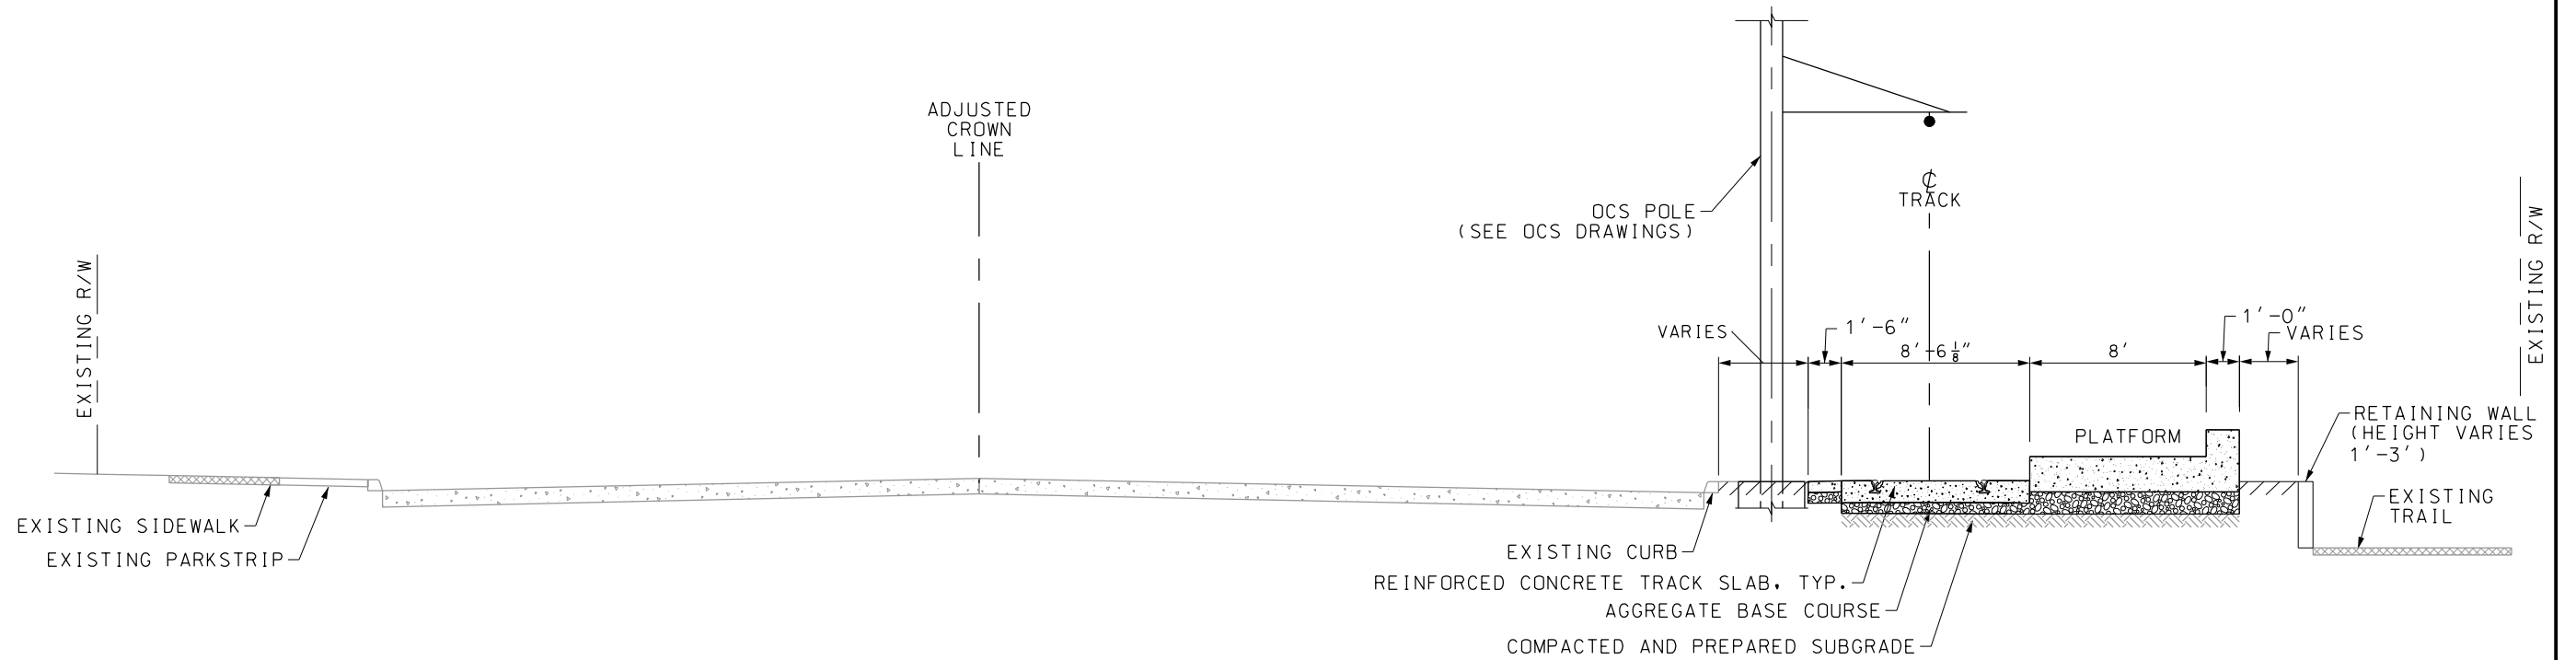 ADJUSTED
CROWN
LINE
℄
TRACK
OCS POLE
(SEE OCS DRAWINGS)
EXISTING R/W
EXISTING R/W
VARIES
1'-6"
8'-6 1/8"
8'
1'-0"
VARIES
PLATFORM
RETAINING WALL
(HEIGHT VARIES
1'-3')
EXISTING
TRAIL
EXISTING SIDEWALK
EXISTING PARKSTRIP
EXISTING CURB
REINFORCED CONCRETE TRACK SLAB, TYP.
AGGREGATE BASE COURSE
COMPACTED AND PREPARED SUBGRADE